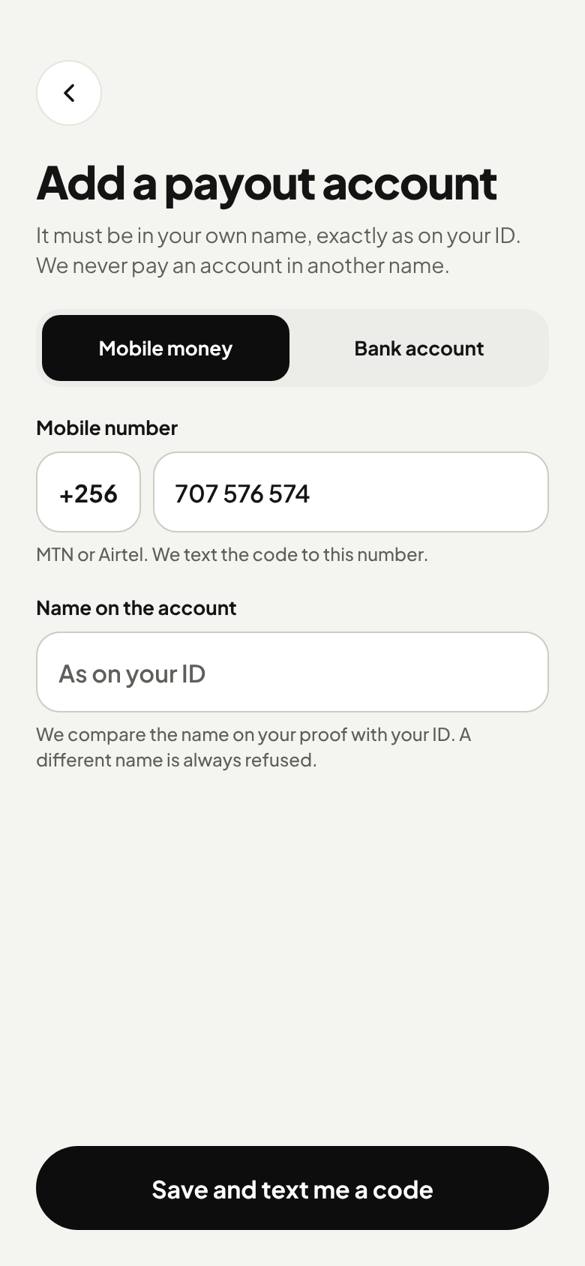 Add a payout account
It must be in your own name, exactly as on your ID.
We never pay an account in another name.
Mobile money
Bank account
Mobile number
+256
707 576 574
MTN or Airtel. We text the code to this number.
Name on the account
As on your ID
We compare the name on your proof with your ID. A
different name is always refused.
Save and text me a code